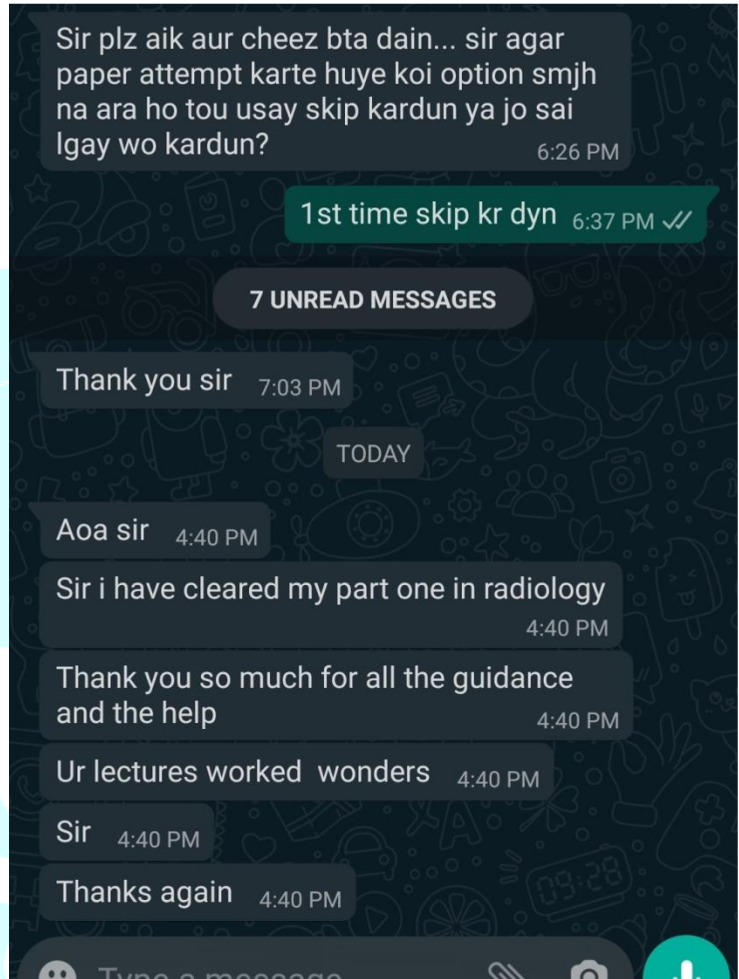 Sir plz aik aur cheez bta dain... sir agar
paper attempt karte huye koi option smjh
na ara ho tou usay skip kardun ya jo sai
lgay wo kardun?
6:26 PM
1st time skip kr dyn 6:37 PM
7 UNREAD MESSAGES
Thank you sir 7:03 PM
TODAY
Aoa sir 4:40 PM
Sir i have cleared my part one in radiology
4:40 PM
Thank you so much for all the guidance
and the help 4:40 PM
Ur lectures worked wonders 4:40 PM
Sir 4:40 PM
Thanks again 4:40 PM
Type a message